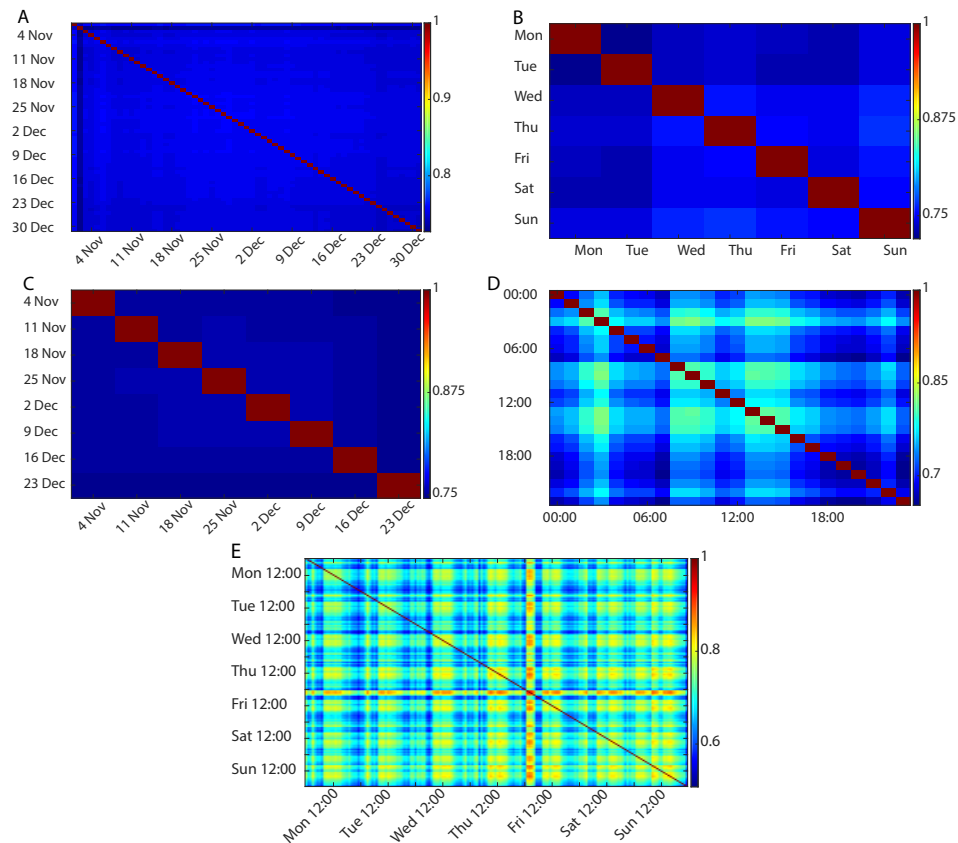 A
4 Nov
11 Nov
18 Nov
25 Nov
2 Dec
9 Dec
16 Dec
23 Dec
30 Dec
4 Nov
11 Nov
18 Nov
25 Nov
2 Dec
9 Dec
16 Dec
23 Dec
30 Dec
1
0.9
0.8
B
Mon
Tue
Wed
Thu
Fri
Sat
Sun
Mon
Tue
Wed
Thu
Fri
Sat
Sun
1
0.875
0.75
C
4 Nov
11 Nov
18 Nov
25 Nov
2 Dec
9 Dec
16 Dec
23 Dec
4 Nov
11 Nov
18 Nov
25 Nov
2 Dec
9 Dec
16 Dec
23 Dec
1
0.875
0.75
D
00:00
06:00
12:00
18:00
00:00
06:00
12:00
18:00
1
0.85
0.7
E
Mon 12:00
Tue 12:00
Wed 12:00
Thu 12:00
Fri 12:00
Sat 12:00
Sun 12:00
Mon 12:00
Tue 12:00
Wed 12:00
Thu 12:00
Fri 12:00
Sat 12:00
Sun 12:00
1
0.8
0.6